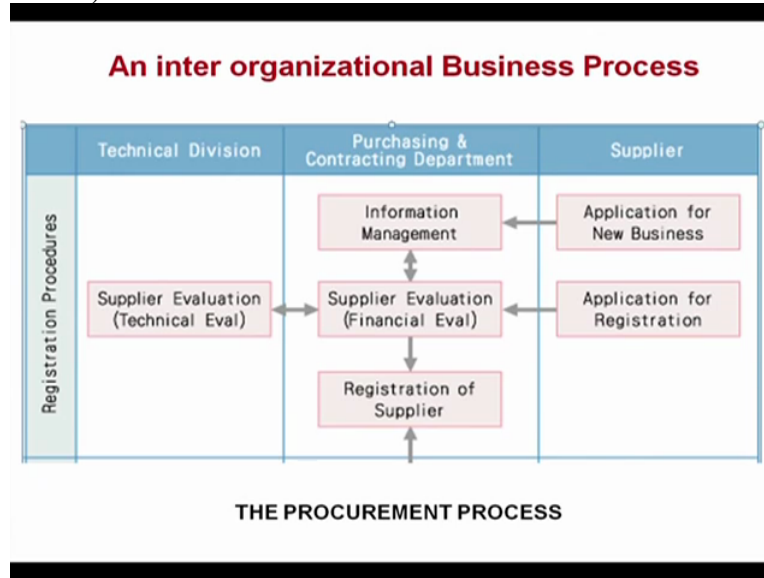 An inter organizational Business Process
Technical Division
Purchasing &
Contracting Department
Supplier
Registration Procedures
Information
Management
Application for
New Business
Supplier Evaluation
(Technical Eval)
Supplier Evaluation
(Financial Eval)
Application for
Registration
Registration of
Supplier
THE PROCUREMENT PROCESS